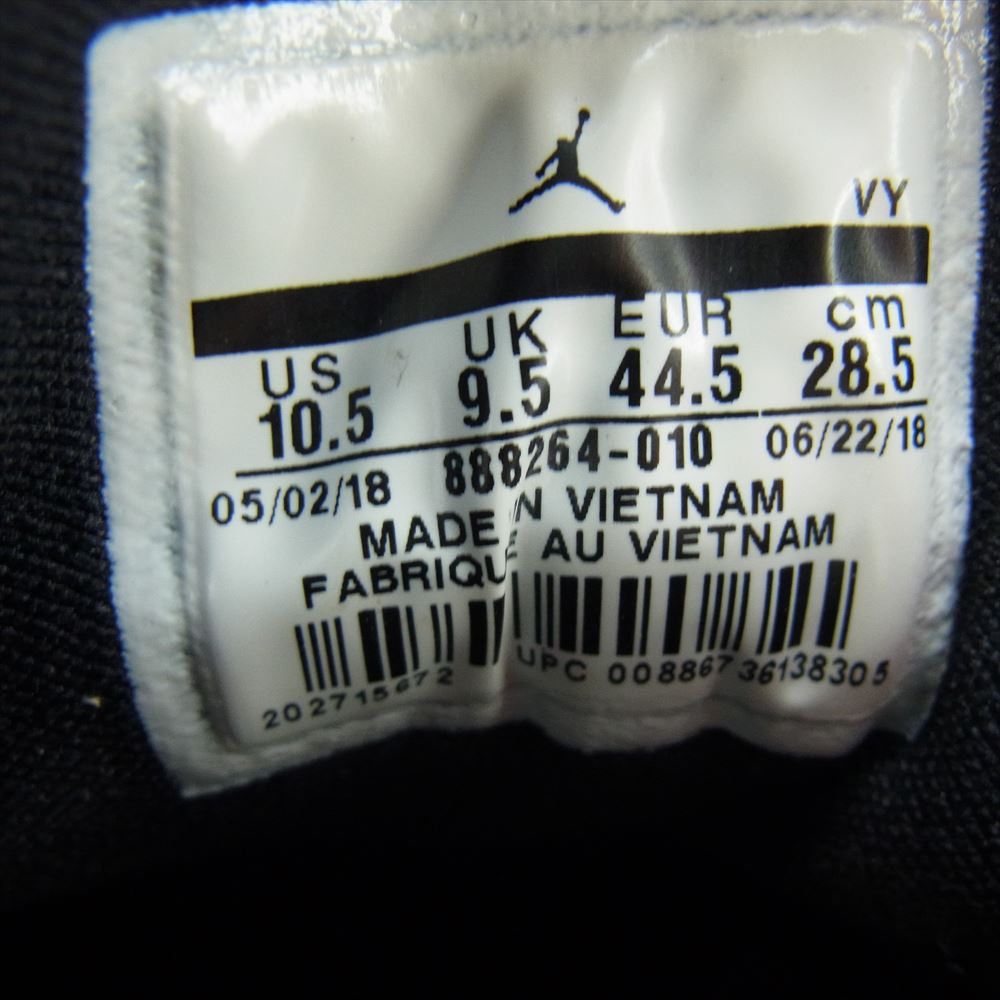 VY
US UK EUR cm
10.5 9.5 44.5 28.5
05/02/18 888264-010 06/22/18
MADE IN VIETNAM
FABRIQUE AU VIETNAM
202715672 UPC 00886736138305